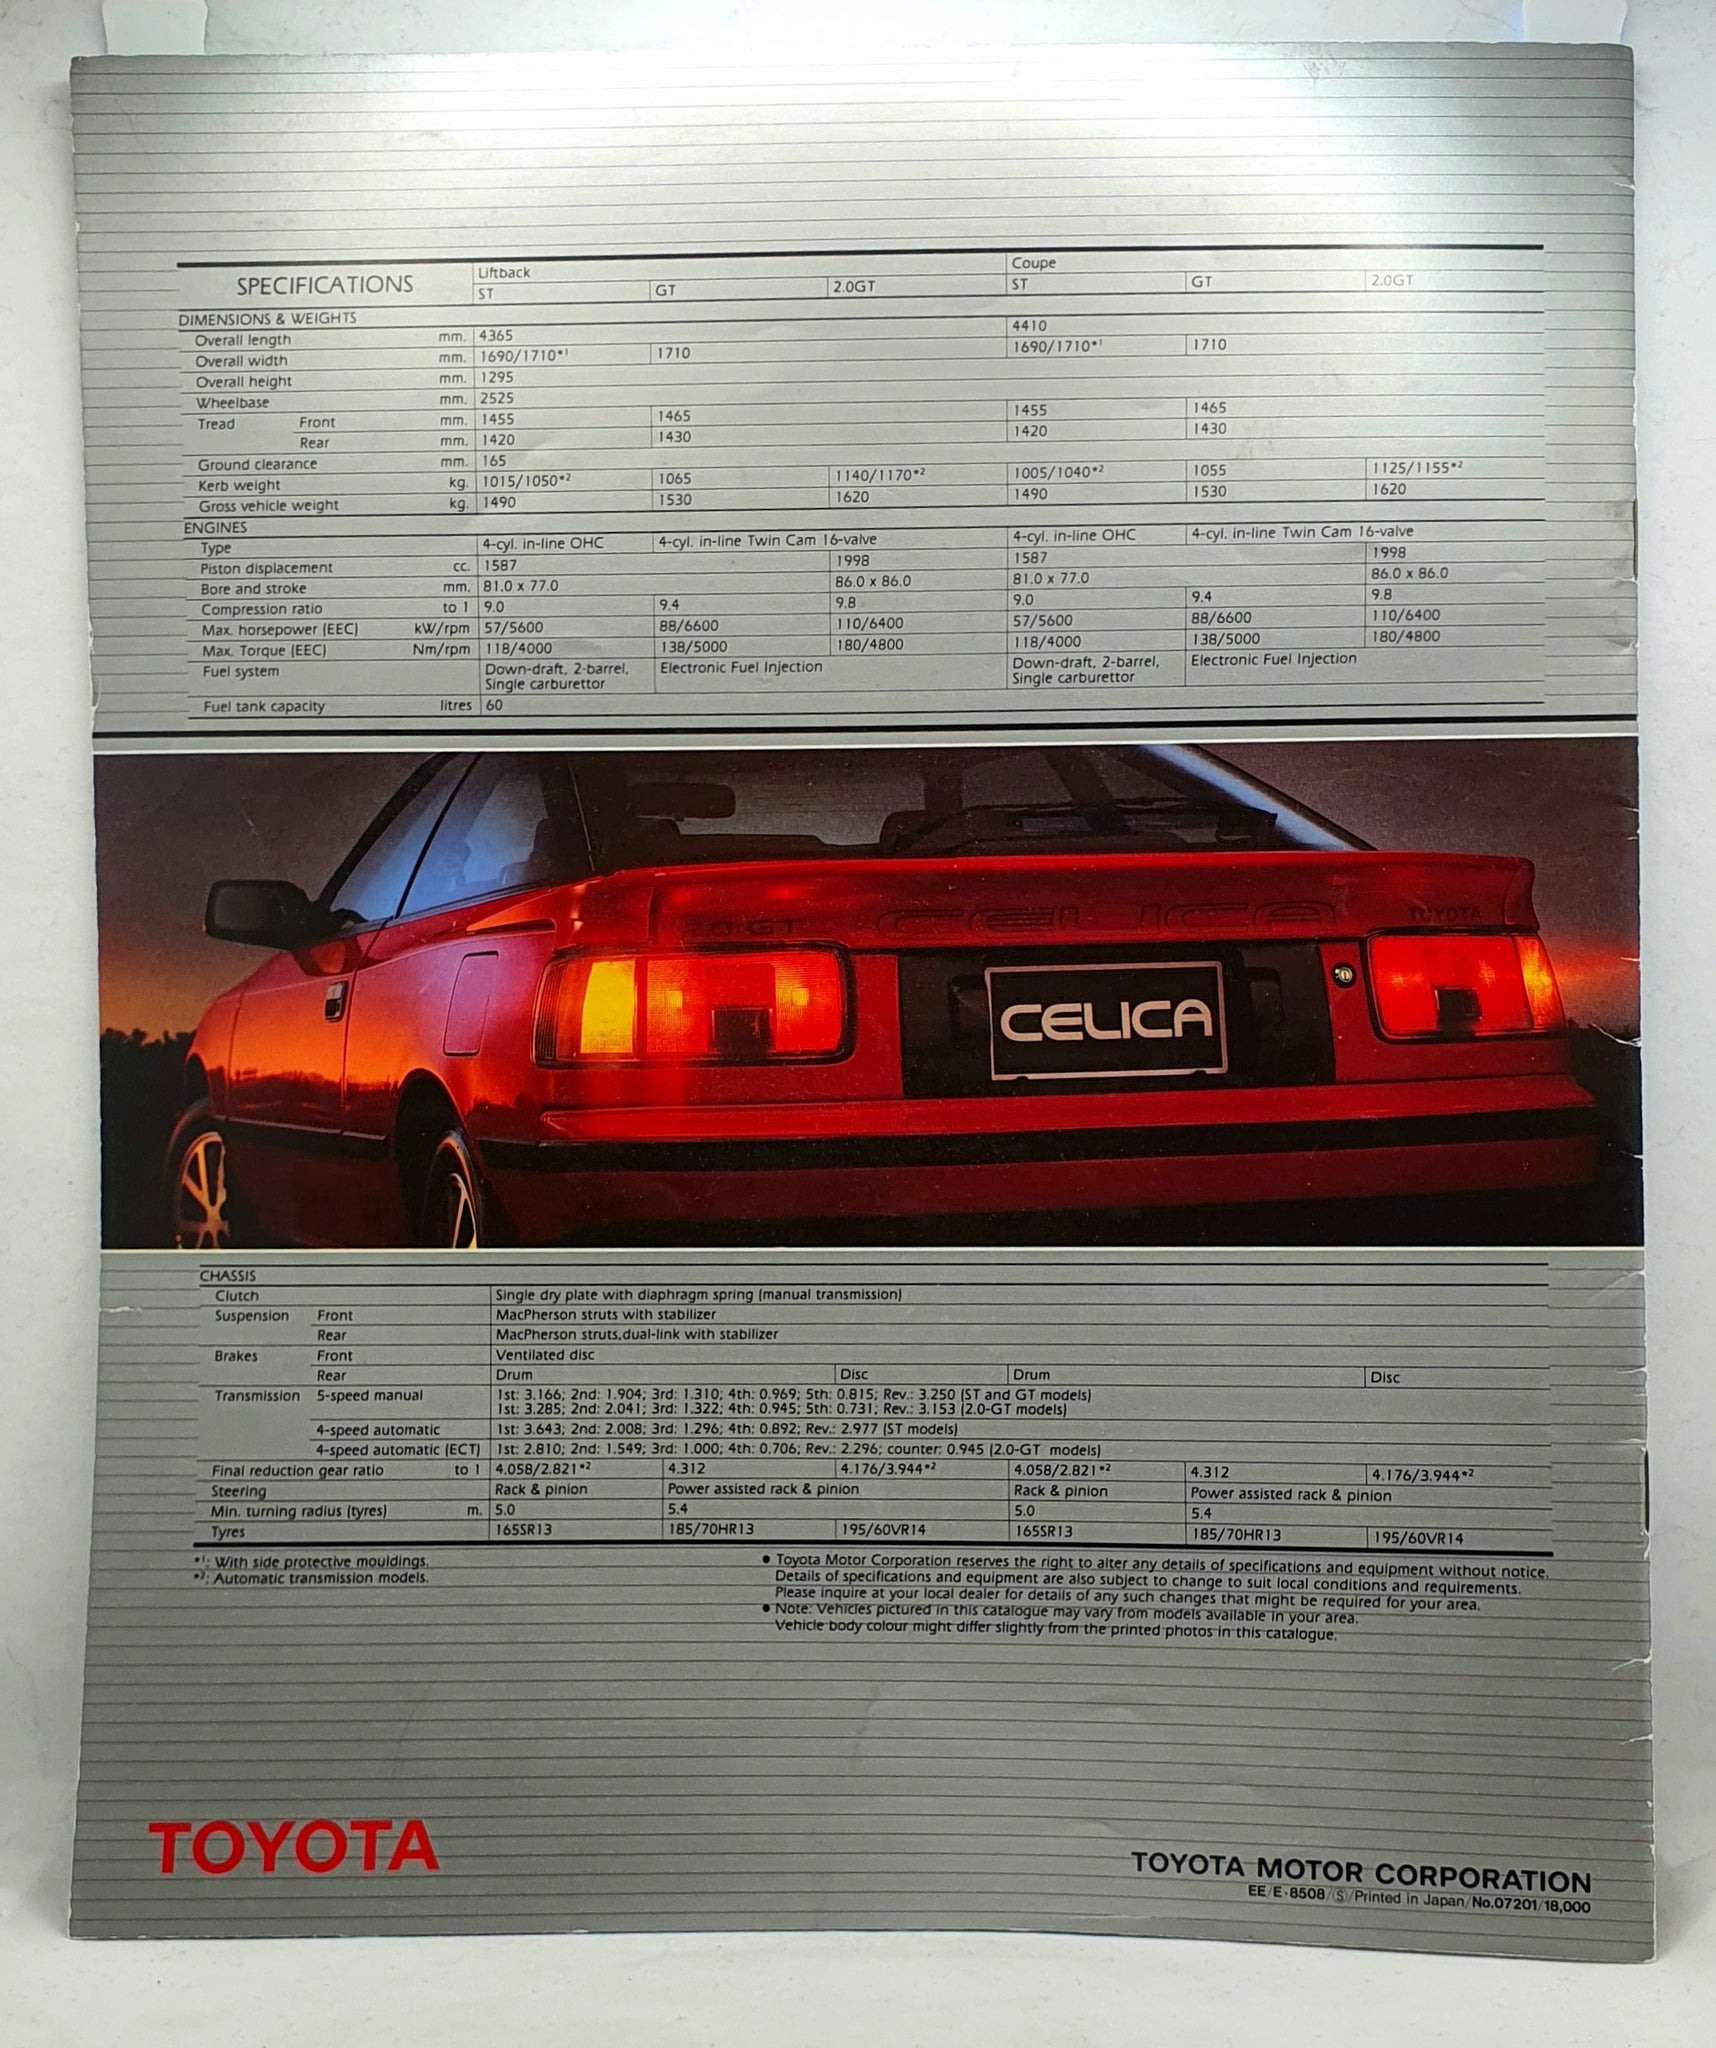 SPECIFICATIONS Liftback Coupe
ST GT 2.0GT ST GT 2.0GT
DIMENSIONS & WEIGHTS
Overall length mm. 4365 4410
Overall width mm. 1690/1710*1 1710 1690/1710*1 1710
Overall height mm. 1295
Wheelbase mm. 2525
Tread Front mm. 1455 1465 1455 1465
Rear mm. 1420 1430 1420 1430
Ground clearance mm. 165
Kerb weight kg. 1015/1050*2 1065 1140/1170*2 1005/1040*2 1055 1125/1155*2
Gross vehicle weight kg. 1490 1530 1620 1490 1530 1620
ENGINES
Type 4-cyl. in-line OHC 4-cyl. in-line Twin Cam 16-valve 4-cyl. in-line OHC 4-cyl. in-line Twin Cam 16-valve
Piston displacement cc. 1587 1998 1587 1998
Bore and stroke mm. 81.0 x 77.0 86.0 x 86.0 81.0 x 77.0 86.0 x 86.0
Compression ratio to 1 9.0 9.4 9.8 9.0 9.4 9.8
Max. horsepower (EEC) kW/rpm 57/5600 88/6600 110/6400 57/5600 88/6600 110/6400
Max. Torque (EEC) Nm/rpm 118/4000 138/5000 180/4800 118/4000 138/5000 180/4800
Fuel system Down-draft, 2-barrel, Electronic Fuel Injection Down-draft, 2-barrel, Electronic Fuel Injection
Single carburettor Single carburettor
Fuel tank capacity litres 60
2.0 GT CELICA TOYOTA
CELICA
CHASSIS
Clutch Single dry plate with diaphragm spring (manual transmission)
Suspension Front MacPherson struts with stabilizer
Rear MacPherson struts,dual-link with stabilizer
Brakes Front Ventilated disc
Rear Drum Disc Drum Disc
Transmission 5-speed manual 1st: 3.166; 2nd: 1.904; 3rd: 1.310; 4th: 0.969; 5th: 0.815; Rev.: 3.250 (ST and GT models)
1st: 3.285; 2nd: 2.041; 3rd: 1.322; 4th: 0.945; 5th: 0.731; Rev.: 3.153 (2.0-GT models)
4-speed automatic 1st: 3.643; 2nd: 2.008; 3rd: 1.296; 4th: 0.892; Rev.: 2.977 (ST models)
4-speed automatic (ECT) 1st: 2.810; 2nd: 1.549; 3rd: 1.000; 4th: 0.706; Rev.: 2.296; counter: 0.945 (2.0-GT models)
Final reduction gear ratio to 1 4.058/2.821*2 4.312 4.176/3.944*2 4.058/2.821*2 4.312 4.176/3.944*2
Steering Rack & pinion Power assisted rack & pinion Rack & pinion Power assisted rack & pinion
Min. turning radius (tyres) m. 5.0 5.4 5.0 5.4
Tyres 165SR13 185/70HR13 195/60VR14 165SR13 185/70HR13 195/60VR14
*1: With side protective mouldings.
*2: Automatic transmission models.
● Toyota Motor Corporation reserves the right to alter any details of specifications and equipment without notice.
Details of specifications and equipment are also subject to change to suit local conditions and requirements.
Please inquire at your local dealer for details of any such changes that might be required for your area.
● Note: Vehicles pictured in this catalogue may vary from models available in your area.
Vehicle body colour might differ slightly from the printed photos in this catalogue.
TOYOTA
TOYOTA MOTOR CORPORATION
EE/E-8508/(S)/Printed in Japan/No.07201/18,000